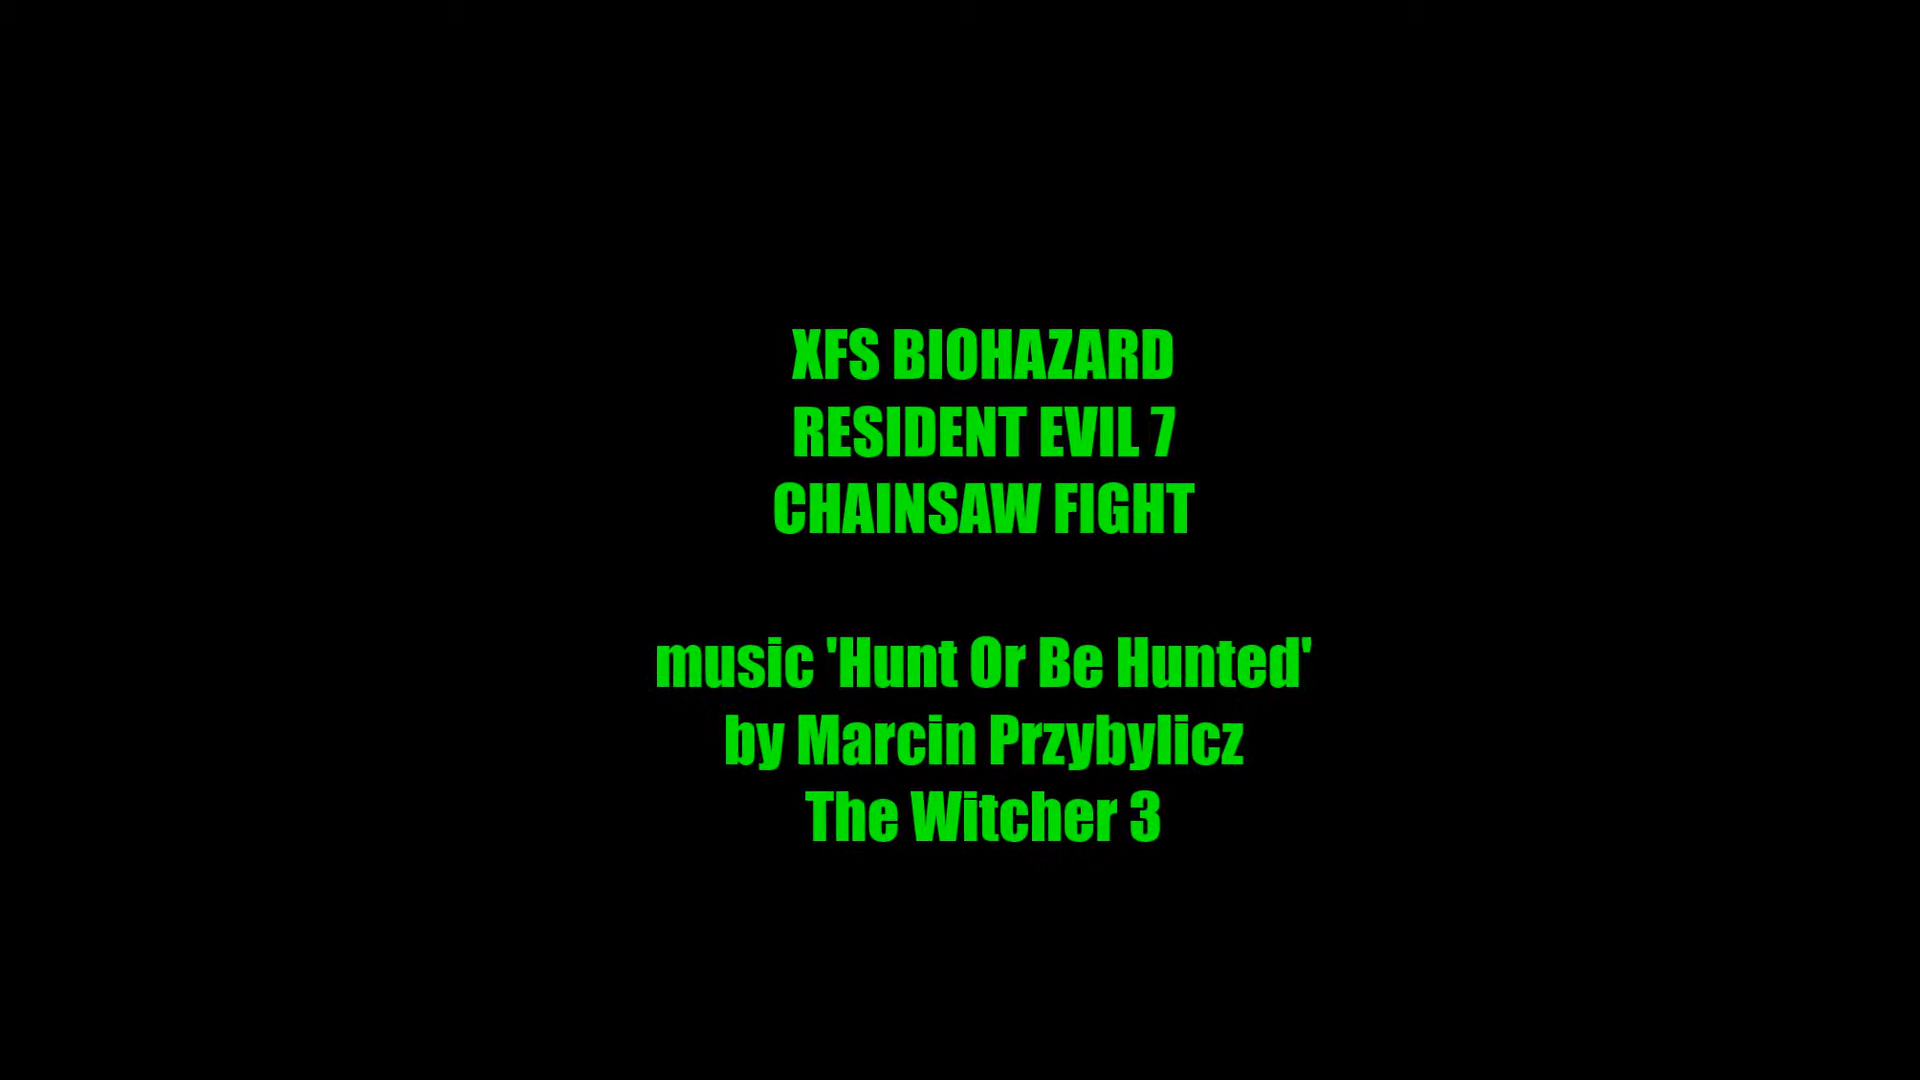 XFS BIOHAZARD
RESIDENT EVIL 7
CHAINSAW FIGHT
music 'Hunt Or Be Hunted'
by Marcin Przybylicz
The Witcher 3